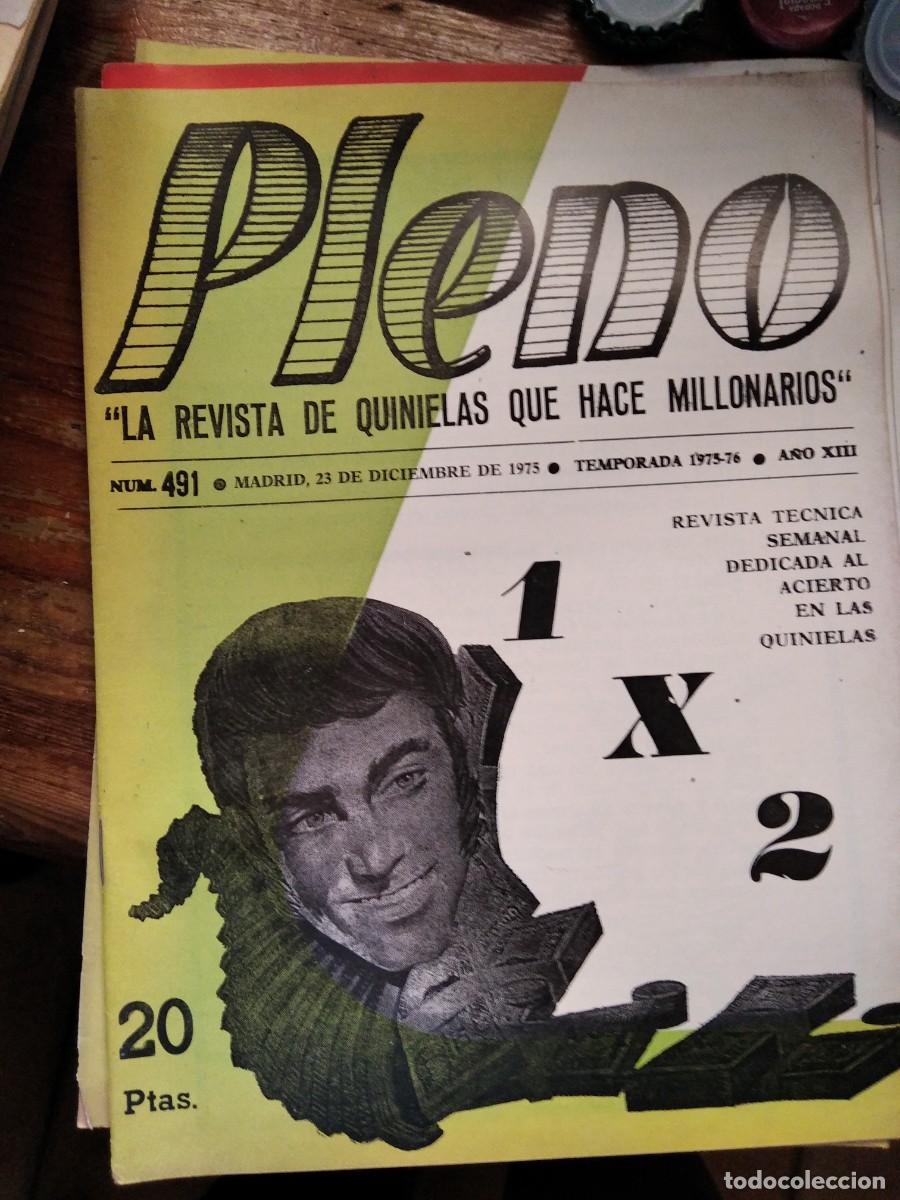 Pleno
"LA REVISTA DE QUINIELAS QUE HACE MILLONARIOS"
NUM. 491 ● MADRID, 23 DE DICIEMBRE DE 1975 ● TEMPORADA 1975-76 ● AÑO XIII
REVISTA TECNICA
SEMANAL
DEDICADA AL
ACIERTO
EN LAS
QUINIELAS
1
X
2
20
Ptas.
todocoleccion